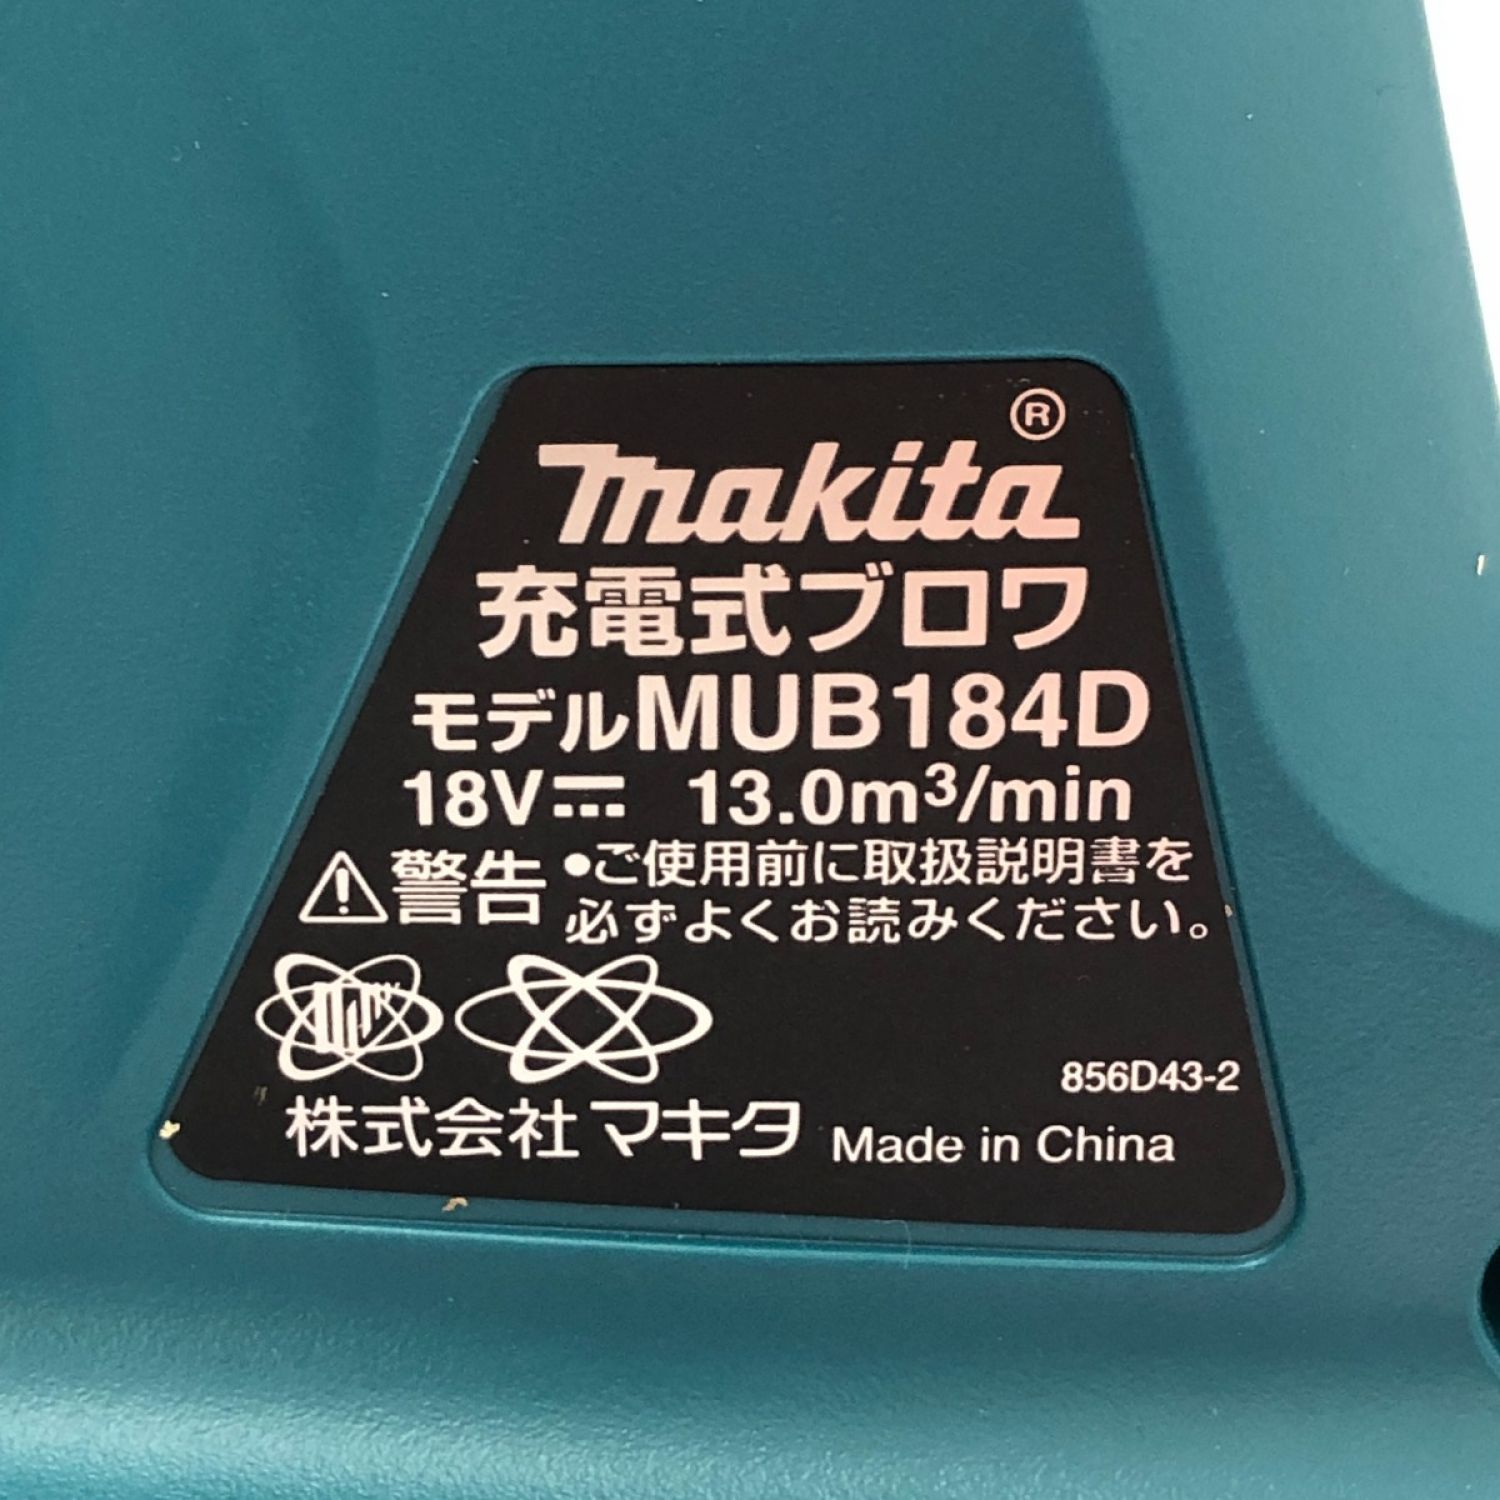 makita®
充電式ブロワ
モデルMUB184D
18V⎓ 13.0m³/min
⚠警告 •ご使用前に取扱説明書を
必ずよくお読みください。
856D43-2
株式会社マキタ Made in China